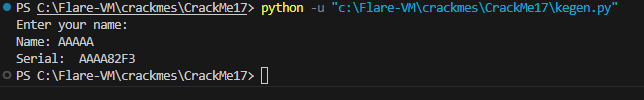 PS C:\Flare-VM\crackmes\CrackMe17> python -u "c:\Flare-VM\crackmes\CrackMe17\kegen.py"
Enter your name:
Name: AAAAA
Serial:  AAAA82F3
PS C:\Flare-VM\crackmes\CrackMe17>